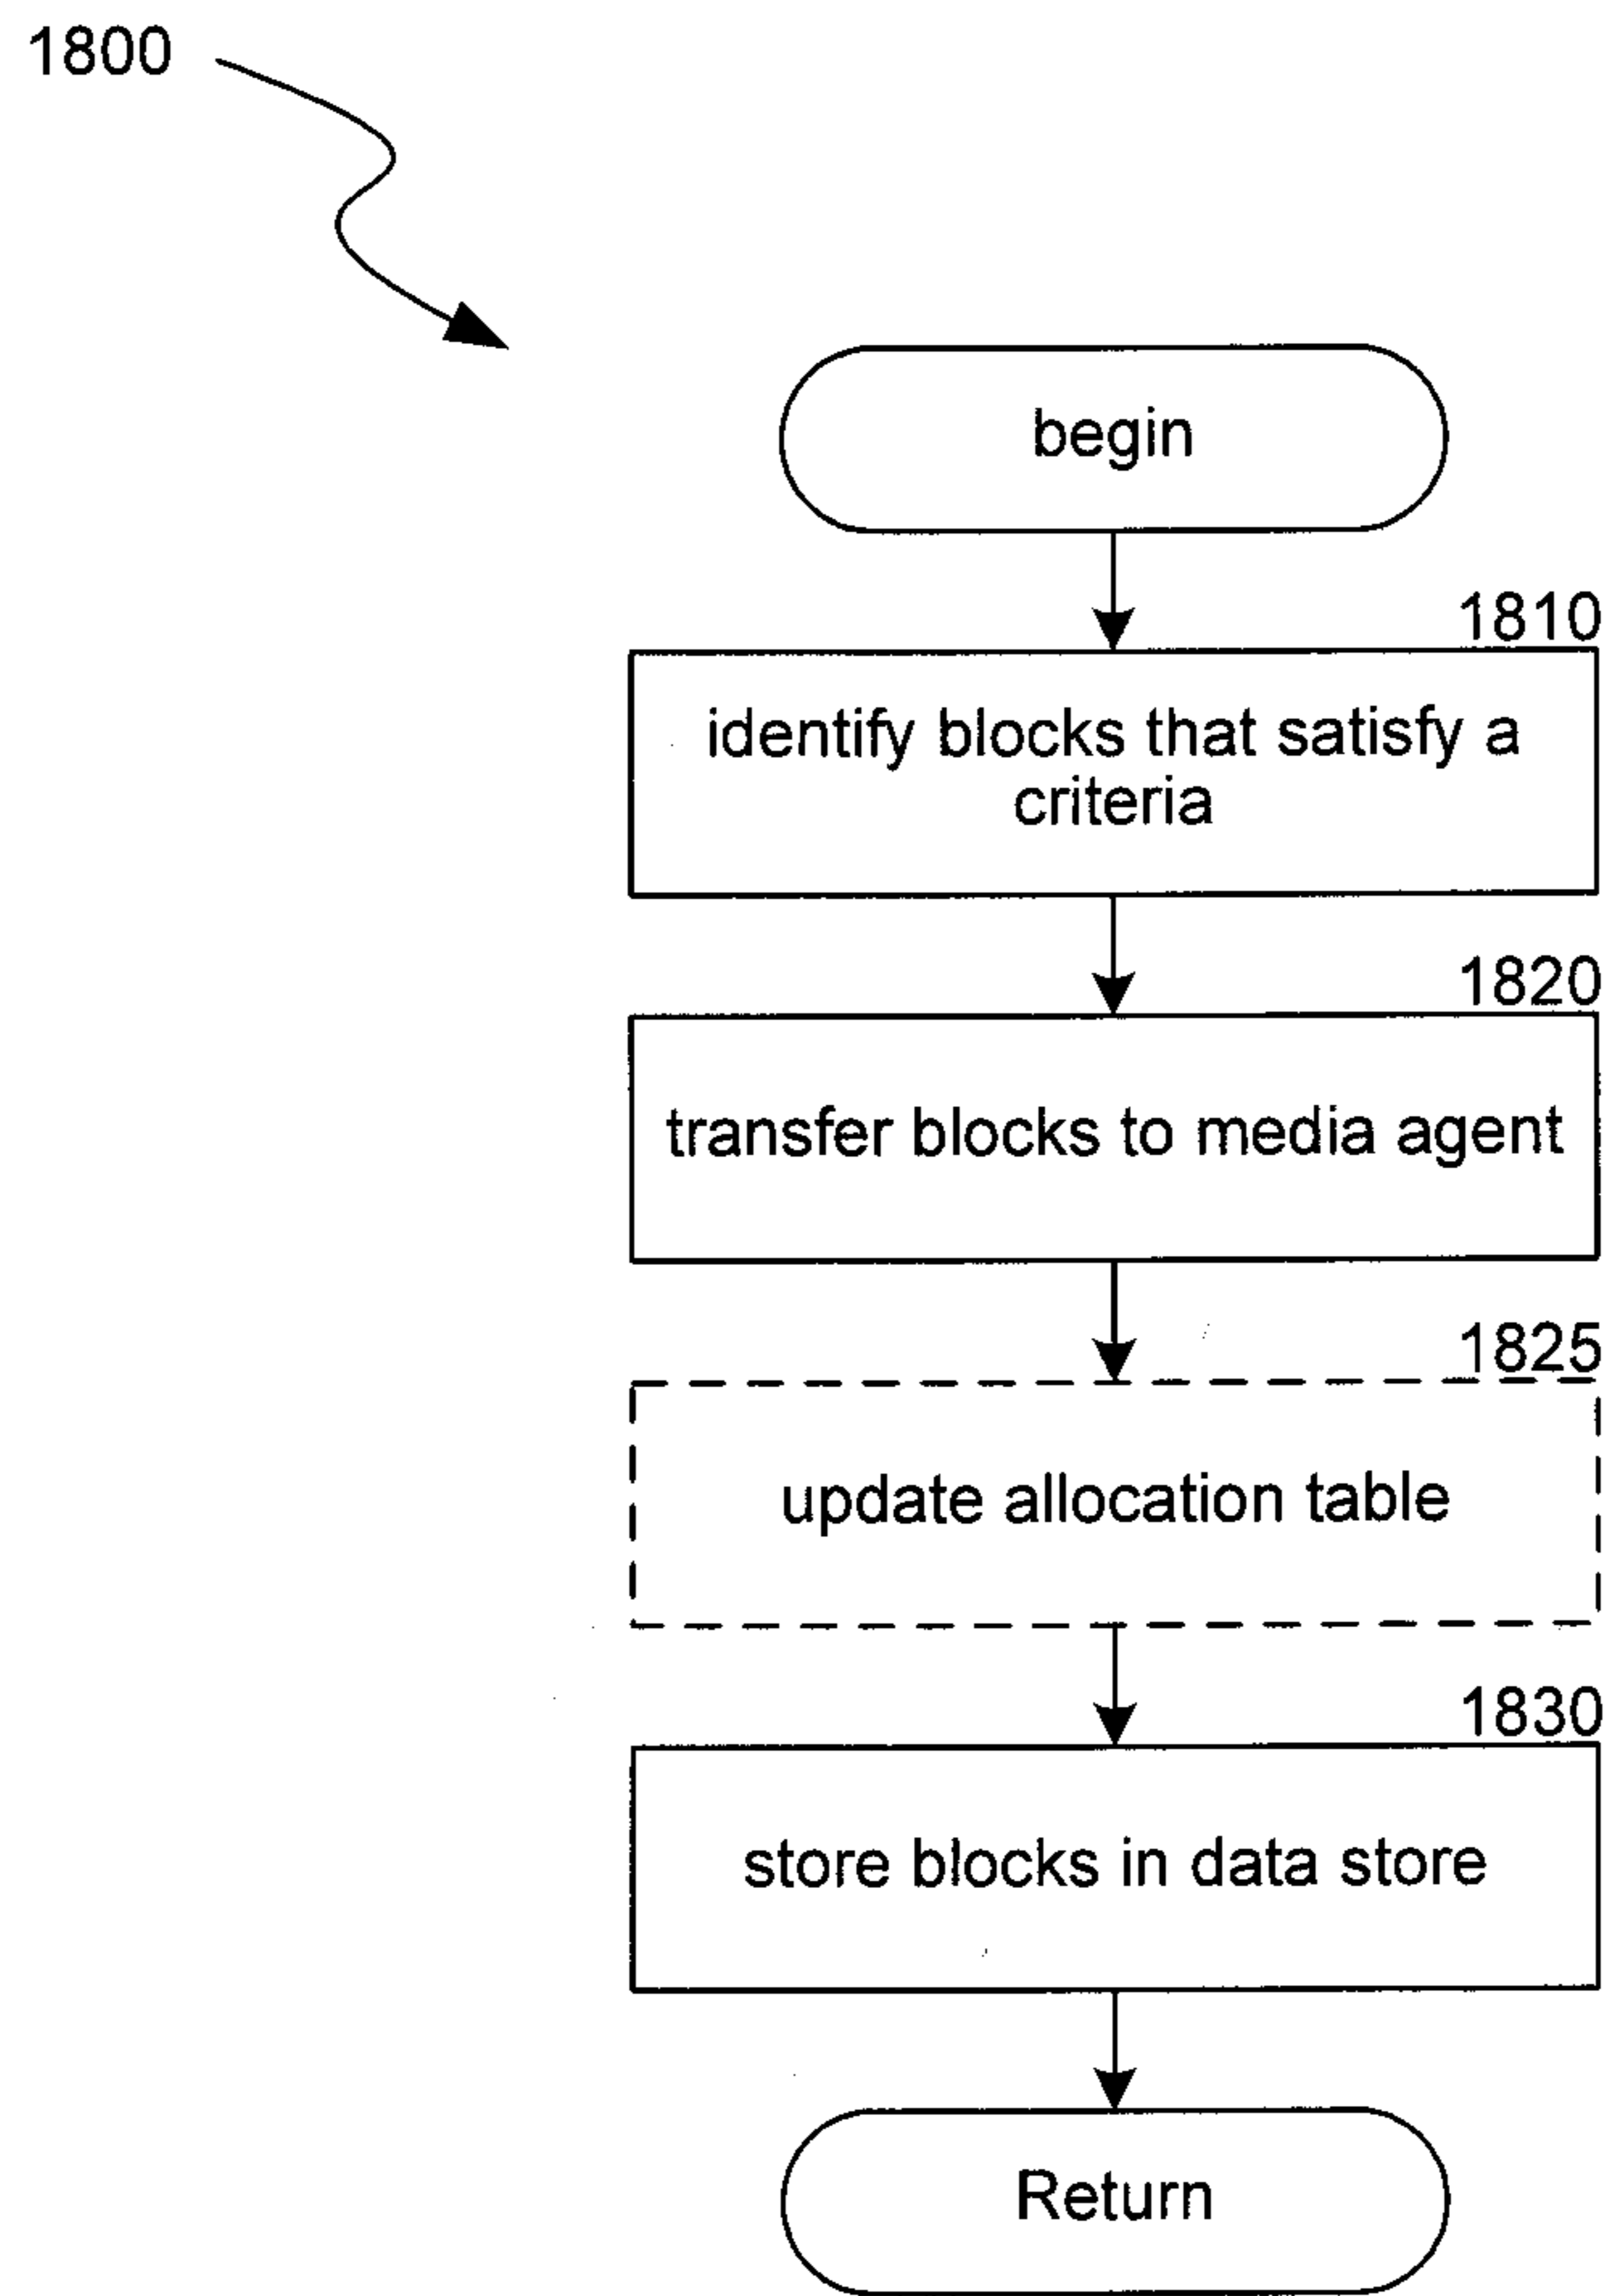 1800
begin
1810
identify blocks that satisfy a
criteria
1820
transfer blocks to media agent
1825
update allocation table
1830
store blocks in data store
Return